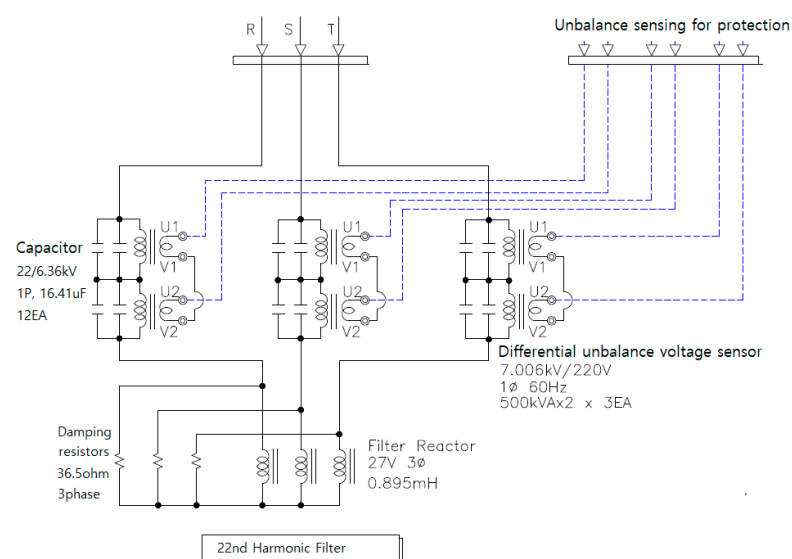 R S T
Unbalance sensing for protection
U1
V1
U2
V2
U1
V1
U2
V2
U1
V1
U2
V2
Capacitor
22/6.36kV
1P, 16.41uF
12EA
Differential unbalance voltage sensor
7.006kV/220V
1ø 60Hz
500kVAx2 x 3EA
Damping
resistors
36.5ohm
3phase
Filter Reactor
27V 3ø
0.895mH
22nd Harmonic Filter